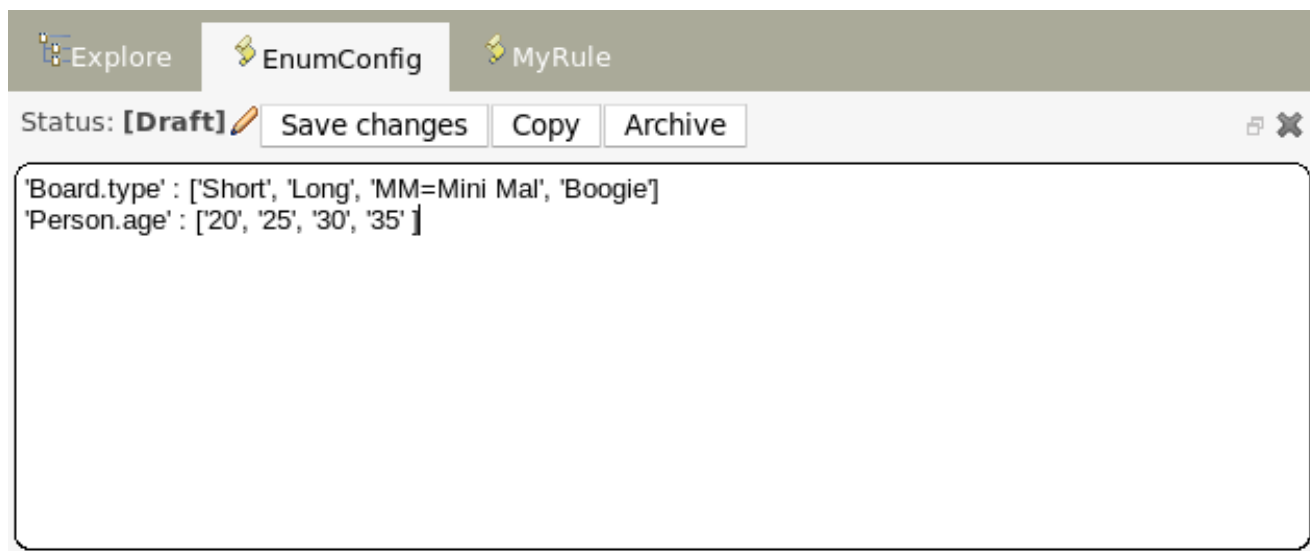 Explore EnumConfig MyRule
Status: [Draft] Save changes Copy Archive
'Board.type' : ['Short', 'Long', 'MM=Mini Mal', 'Boogie']
'Person.age' : ['20', '25', '30', '35' ]